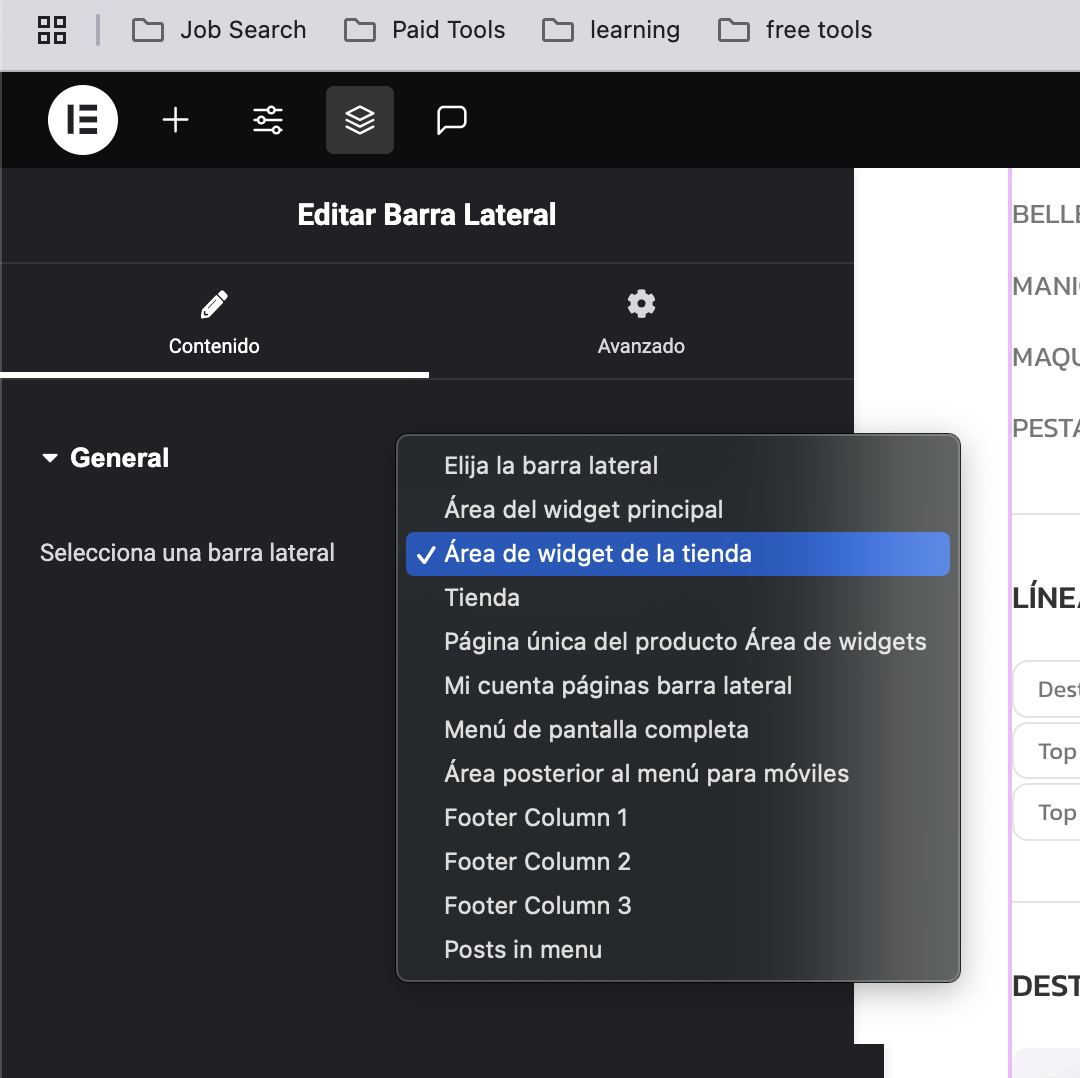 Job Search
Paid Tools
learning
free tools
Editar Barra Lateral
Contenido
Avanzado
General
Selecciona una barra lateral
Elija la barra lateral
Área del widget principal
Área de widget de la tienda
Tienda
Página única del producto Área de widgets
Mi cuenta páginas barra lateral
Menú de pantalla completa
Área posterior al menú para móviles
Footer Column 1
Footer Column 2
Footer Column 3
Posts in menu
BELLE
MANI
MAQU
PESTA
LÍNEA
Dest
Top
Top
DEST